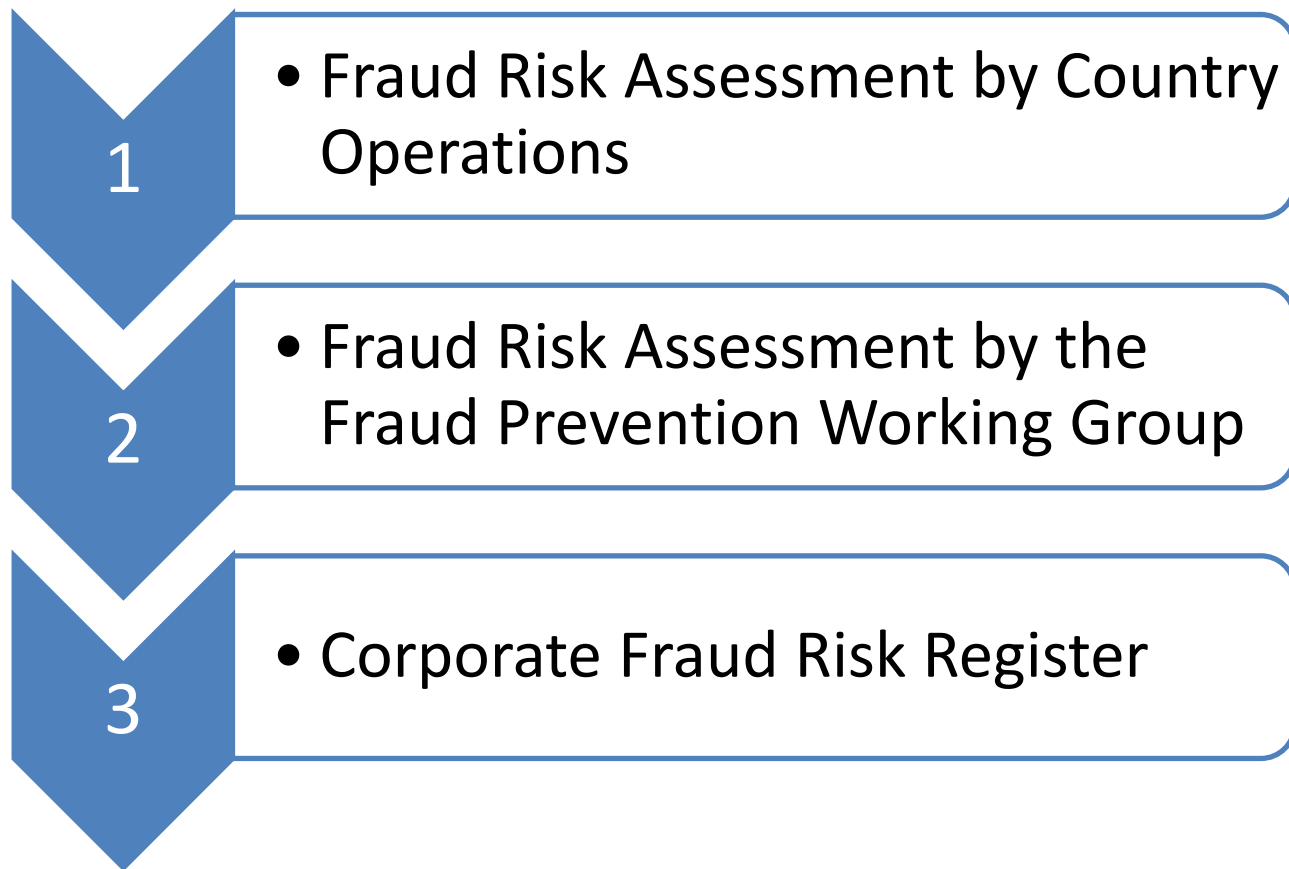 1
• Fraud Risk Assessment by Country
Operations
2
• Fraud Risk Assessment by the
Fraud Prevention Working Group
3
• Corporate Fraud Risk Register